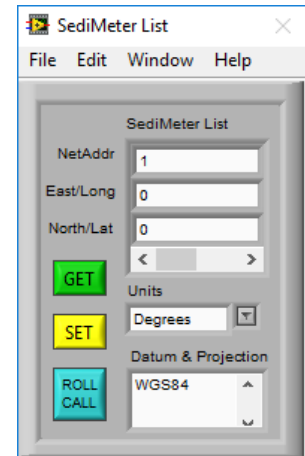 SediMeter List
File Edit Window Help
SediMeter List
NetAddr 1
East/Long 0
North/Lat 0
GET
Units
Degrees
SET
Datum & Projection
ROLL
CALL
WGS84